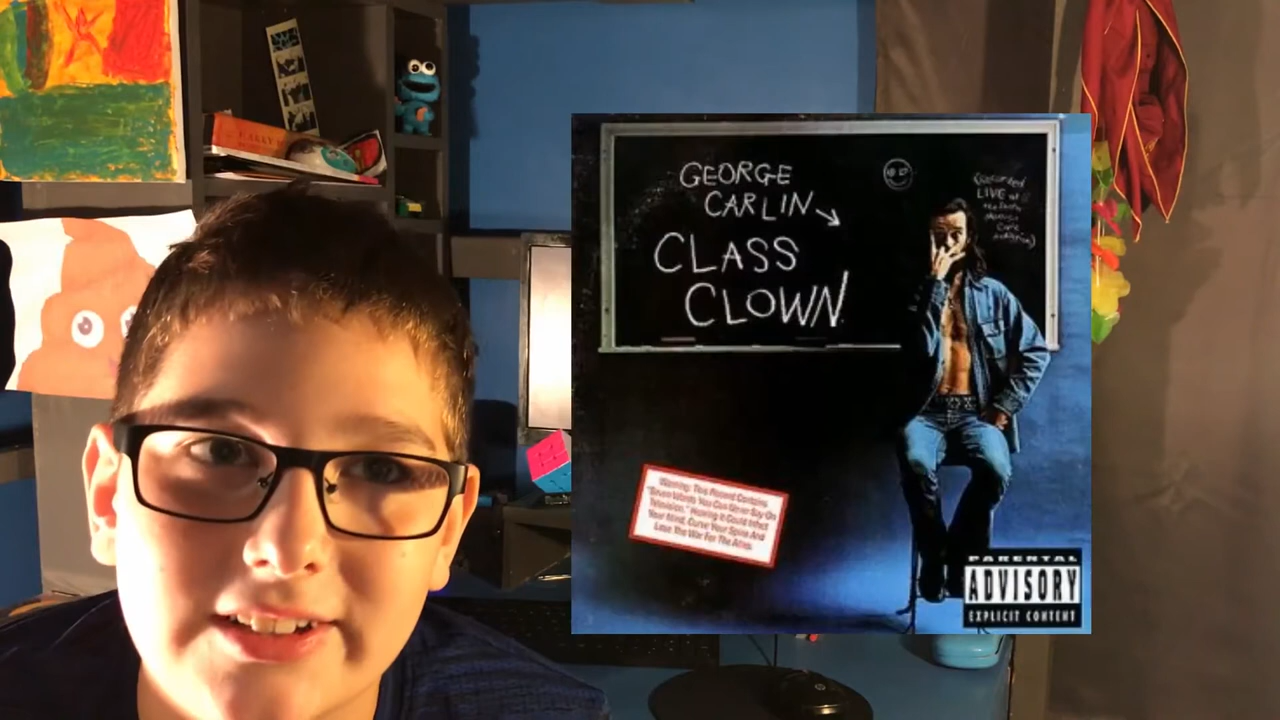 GEORGE
CARLIN
CLASS
CLOWN
(Recorded
LIVE at
Warning: This Record Contains
"Seven Words You Can Never Say On
Television." Hearing It Could Infect
Your Mind, Curve Your Spine And
Lose The War For The Allies.
PARENTAL
ADVISORY
EXPLICIT CONTENT